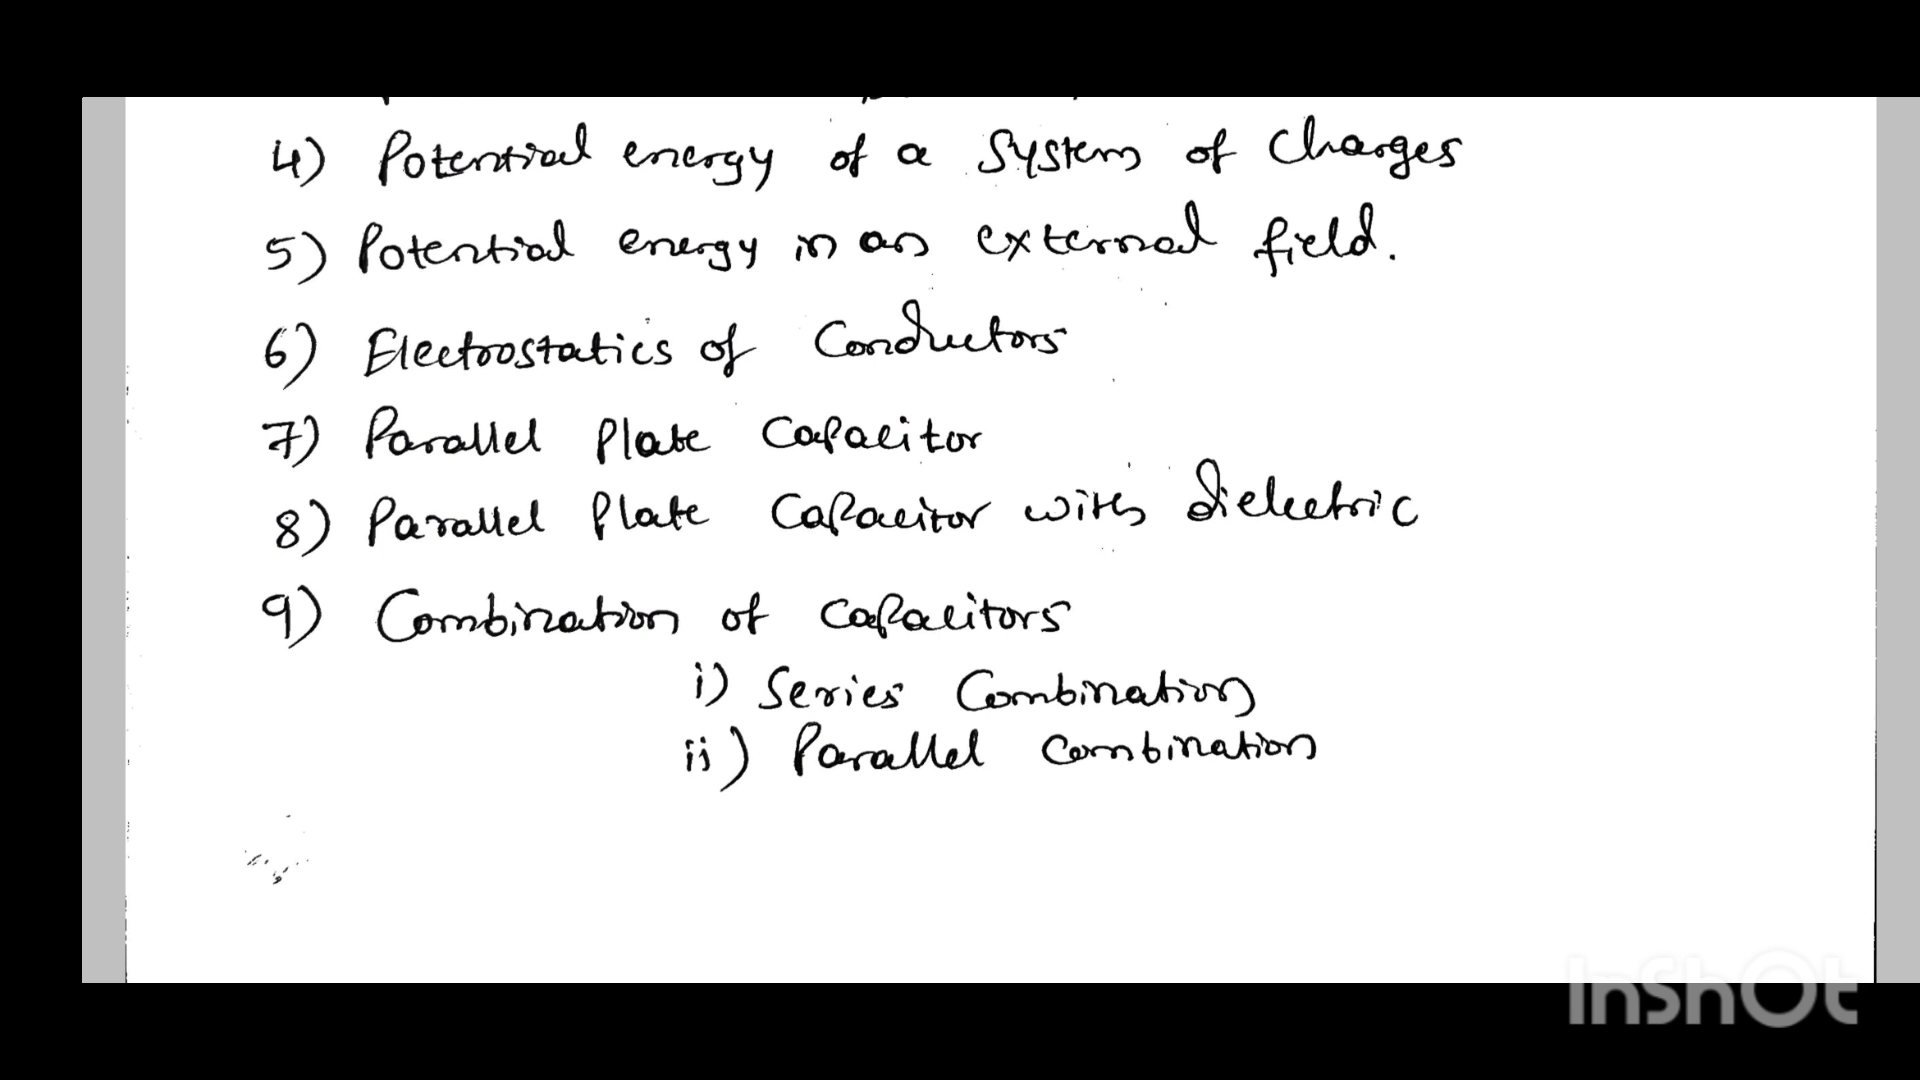 4) Potential energy of a System of Charges
5) Potential energy in an external field.
6) Electrostatics of Conductors
7) Parallel Plate Capacitor
8) Parallel Plate Capacitor with dielectric
9) Combination of capacitors
i) Series Combination
ii) Parallel combination
InShOt